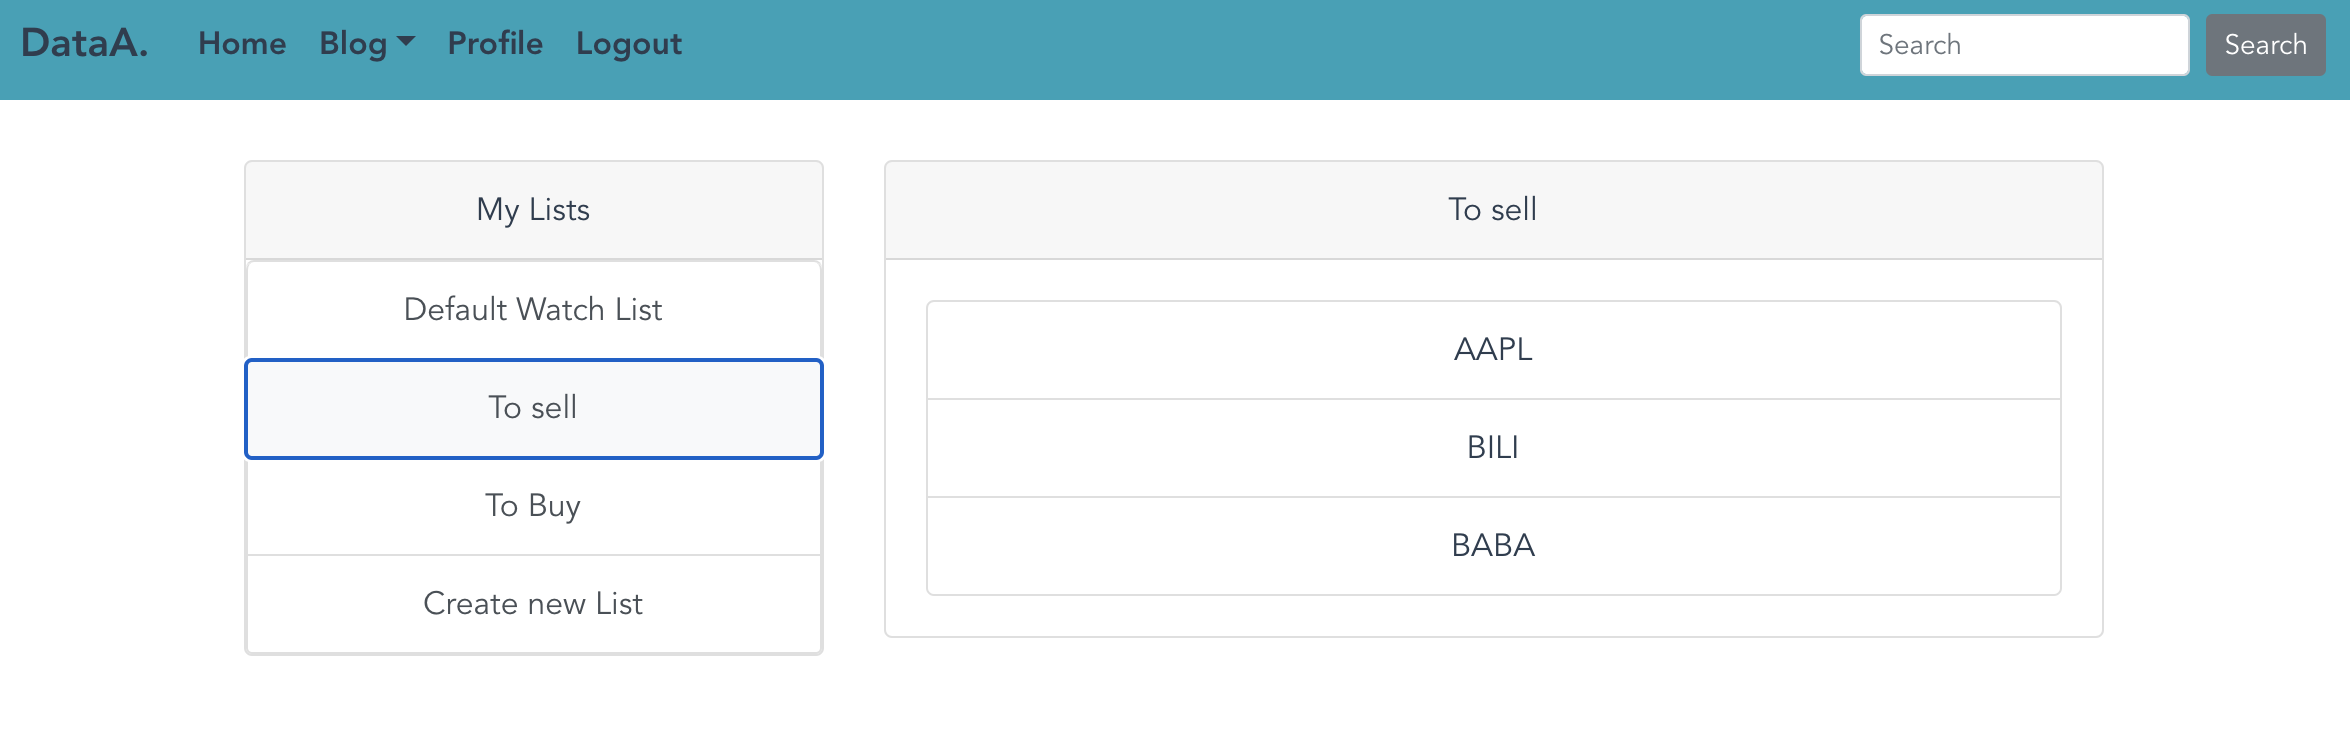 DataA. Home Blog Profile Logout Search Search
My Lists
Default Watch List
To sell
To Buy
Create new List
To sell
AAPL
BILI
BABA